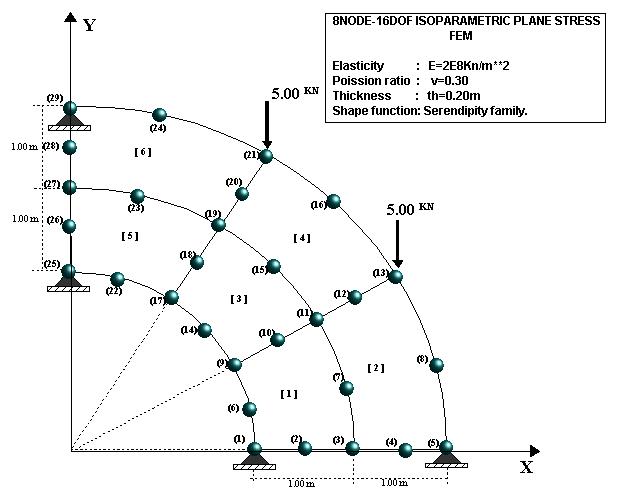 8NODE-16DOF ISOPARAMETRIC PLANE STRESS
FEM
Elasticity : E=2E8Kn/m**2
Poission ratio : v=0.30
Thickness : th=0.20m
Shape function: Serendipity family.
Y
5.00 KN
(29)
(24)
1.00 m
(28)
[ 6 ]
(21)
(20)
(27)
(23)
(16)
5.00 KN
1.00 m
(26)
[ 5 ]
(19)
[ 4 ]
(18)
(15)
(13)
(25)
(22)
(17)
[ 3 ]
(12)
(11)
(14)
(10)
(9)
[ 2 ]
(8)
[ 1 ]
(7)
(6)
(1)
(2)
(3)
(4)
(5)
X
1.00 m
1.00 m